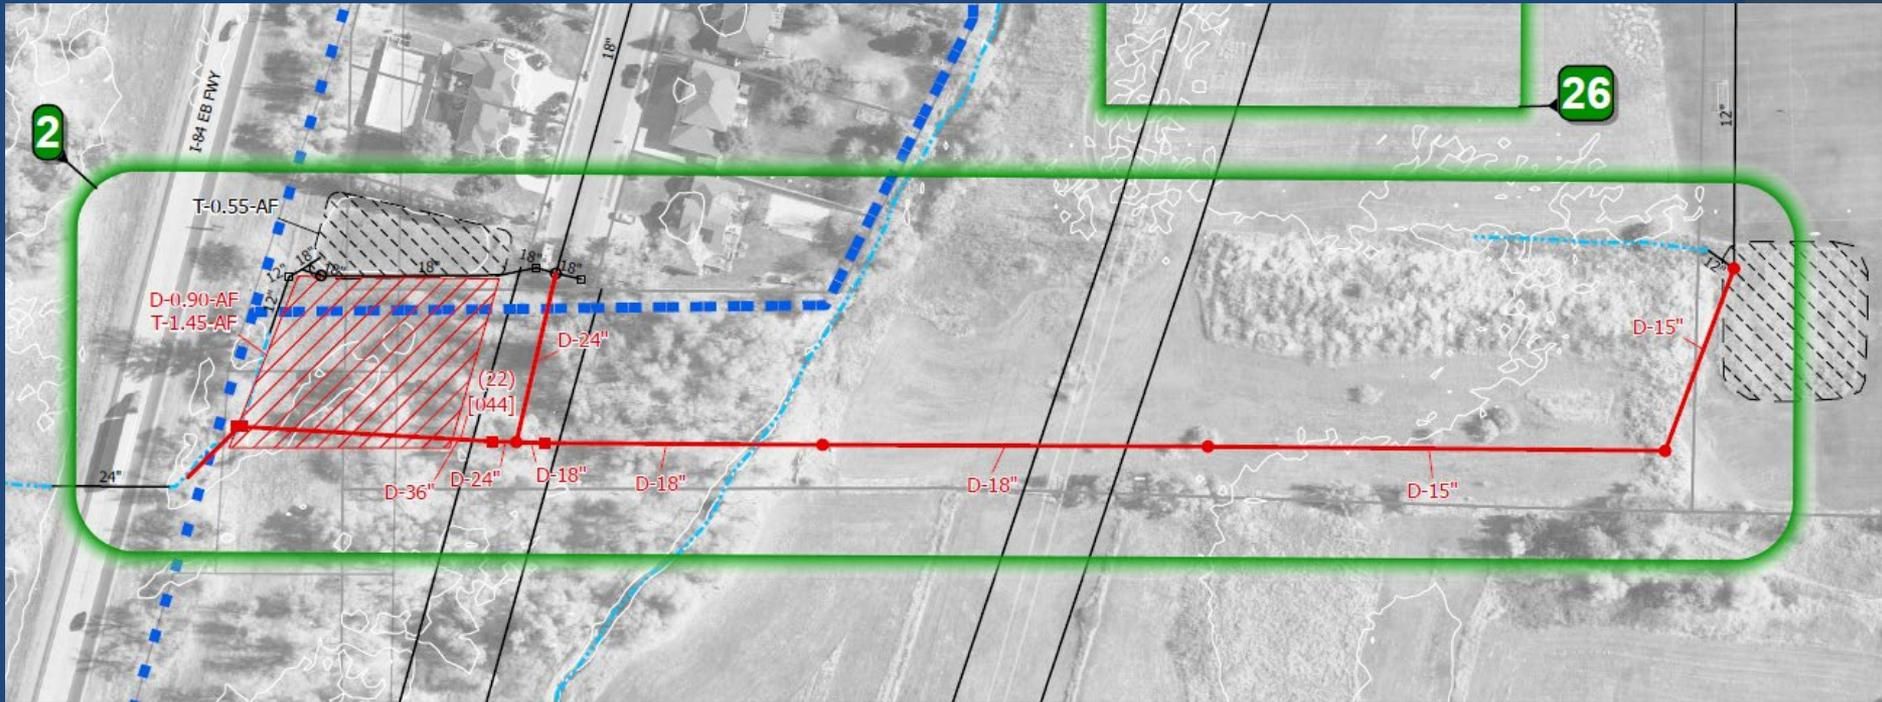 26
2
I-84 EB FWY
18"
12"
T-0.55-AF
18"
12"
18"
18"
18"
18"
12"
12"
D-0.90-AF
T-1.45-AF
D-24"
D-15"
(22)
[044]
24"
D-36"
D-24"
D-18"
D-18"
D-18"
D-15"